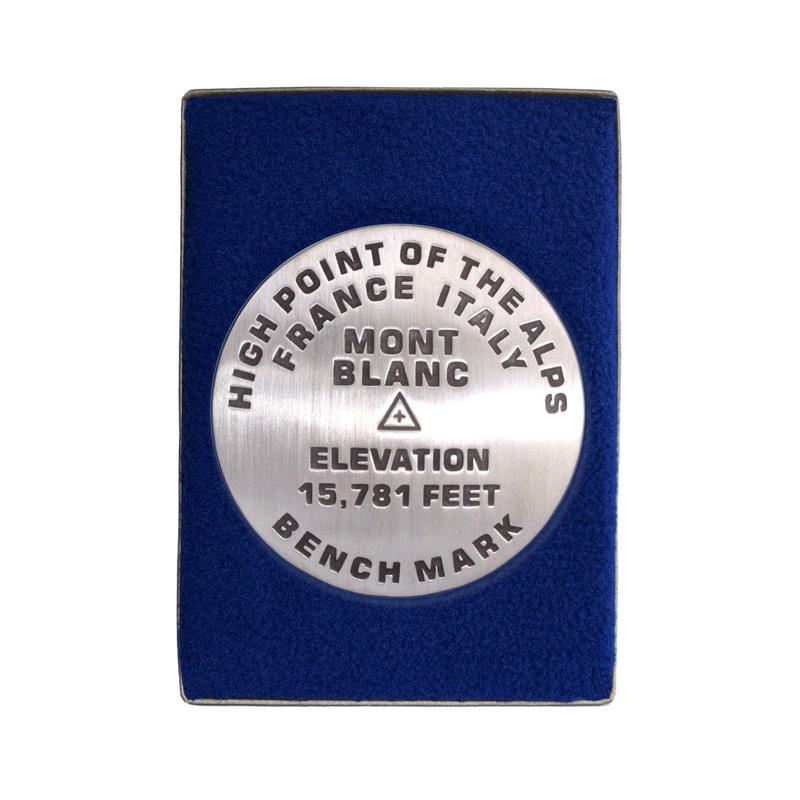 HIGH POINT OF THE ALPS
FRANCE ITALY
MONT
BLANC
ELEVATION
15,781 FEET
BENCH MARK